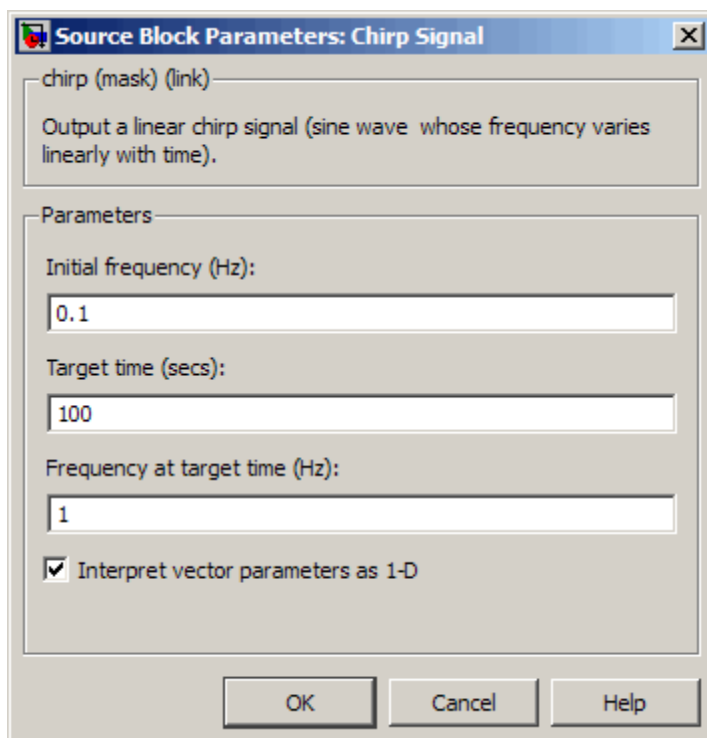 Source Block Parameters: Chirp Signal
chirp (mask) (link)
Output a linear chirp signal (sine wave  whose frequency varies
linearly with time).
Parameters
Initial frequency (Hz):
0.1
Target time (secs):
100
Frequency at target time (Hz):
1
Interpret vector parameters as 1-D
OK Cancel Help